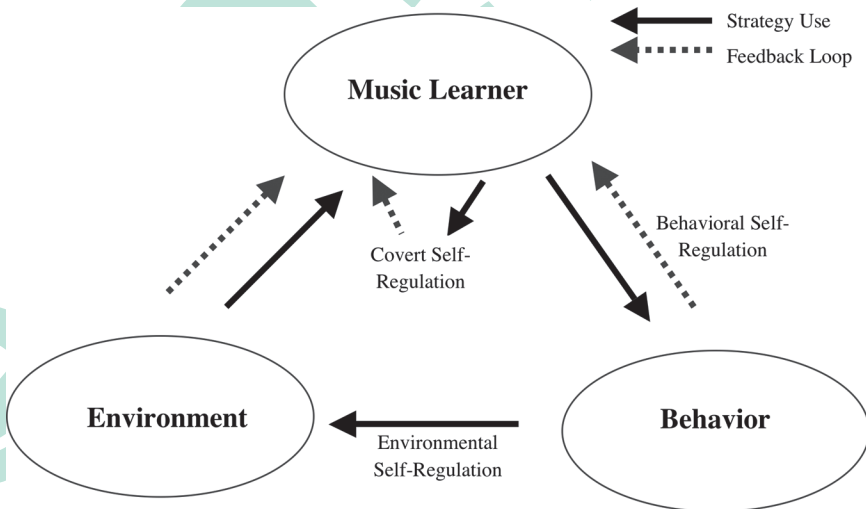 Strategy Use
Feedback Loop
Music Learner
Behavioral Self-
Regulation
Covert Self-
Regulation
Environment
Behavior
Environmental
Self-Regulation